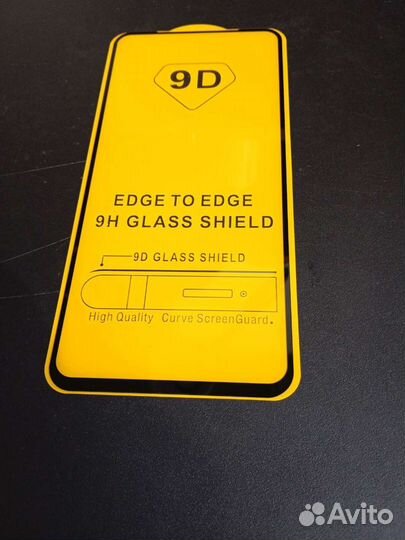 9D
EDGE TO EDGE
9H GLASS SHIELD
9D GLASS SHIELD
High Quality Curve ScreenGuard.
Avito